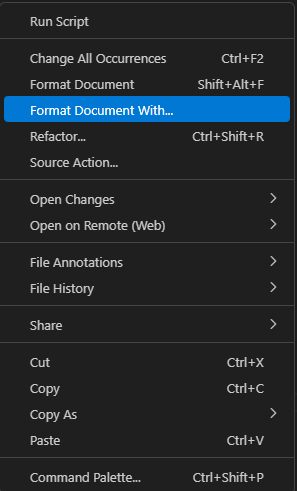 Run Script
Change All Occurrences Ctrl+F2
Format Document Shift+Alt+F
Format Document With...
Refactor... Ctrl+Shift+R
Source Action...
Open Changes
Open on Remote (Web)
File Annotations
File History
Share
Cut Ctrl+X
Copy Ctrl+C
Copy As
Paste Ctrl+V
Command Palette... Ctrl+Shift+P